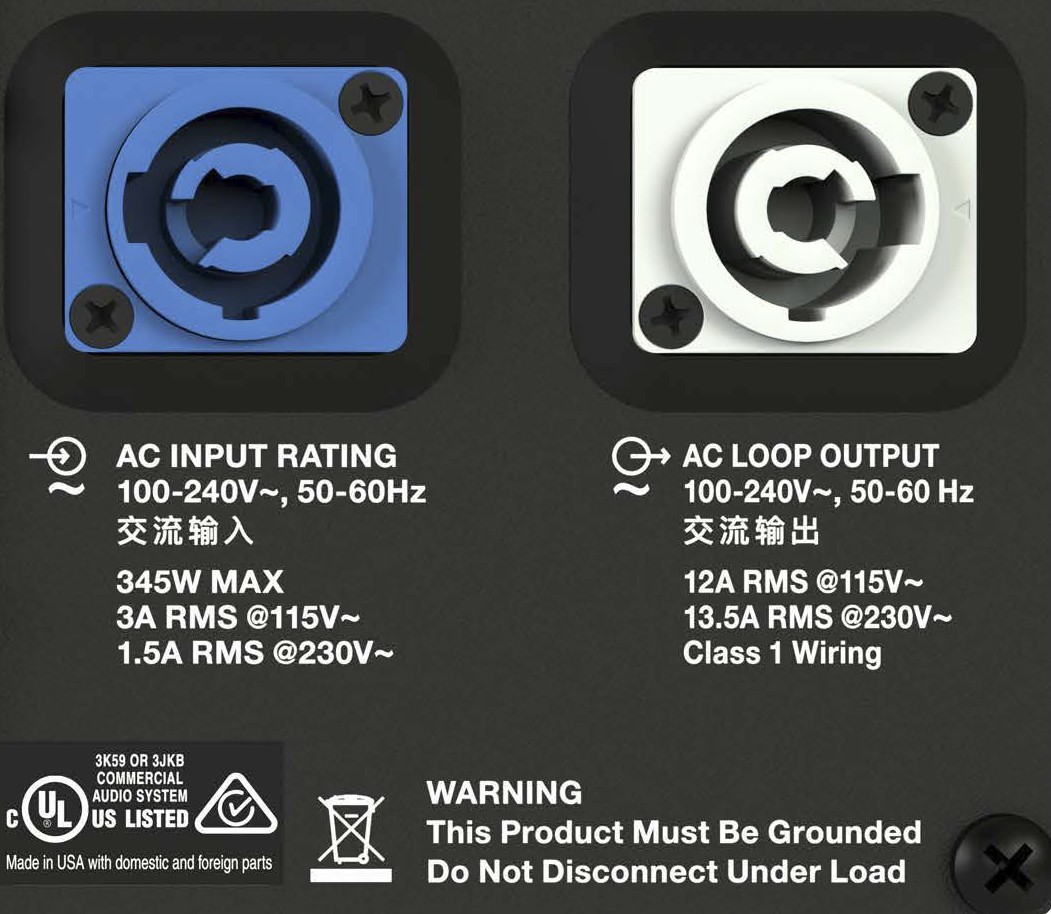 AC INPUT RATING
100-240V~, 50-60Hz
交流输入
345W MAX
3A RMS @115V~
1.5A RMS @230V~
AC LOOP OUTPUT
100-240V~, 50-60 Hz
交流输出
12A RMS @115V~
13.5A RMS @230V~
Class 1 Wiring
3K59 OR 3JKB
COMMERCIAL
AUDIO SYSTEM
C UL ® US LISTED
Made in USA with domestic and foreign parts
WARNING
This Product Must Be Grounded
Do Not Disconnect Under Load